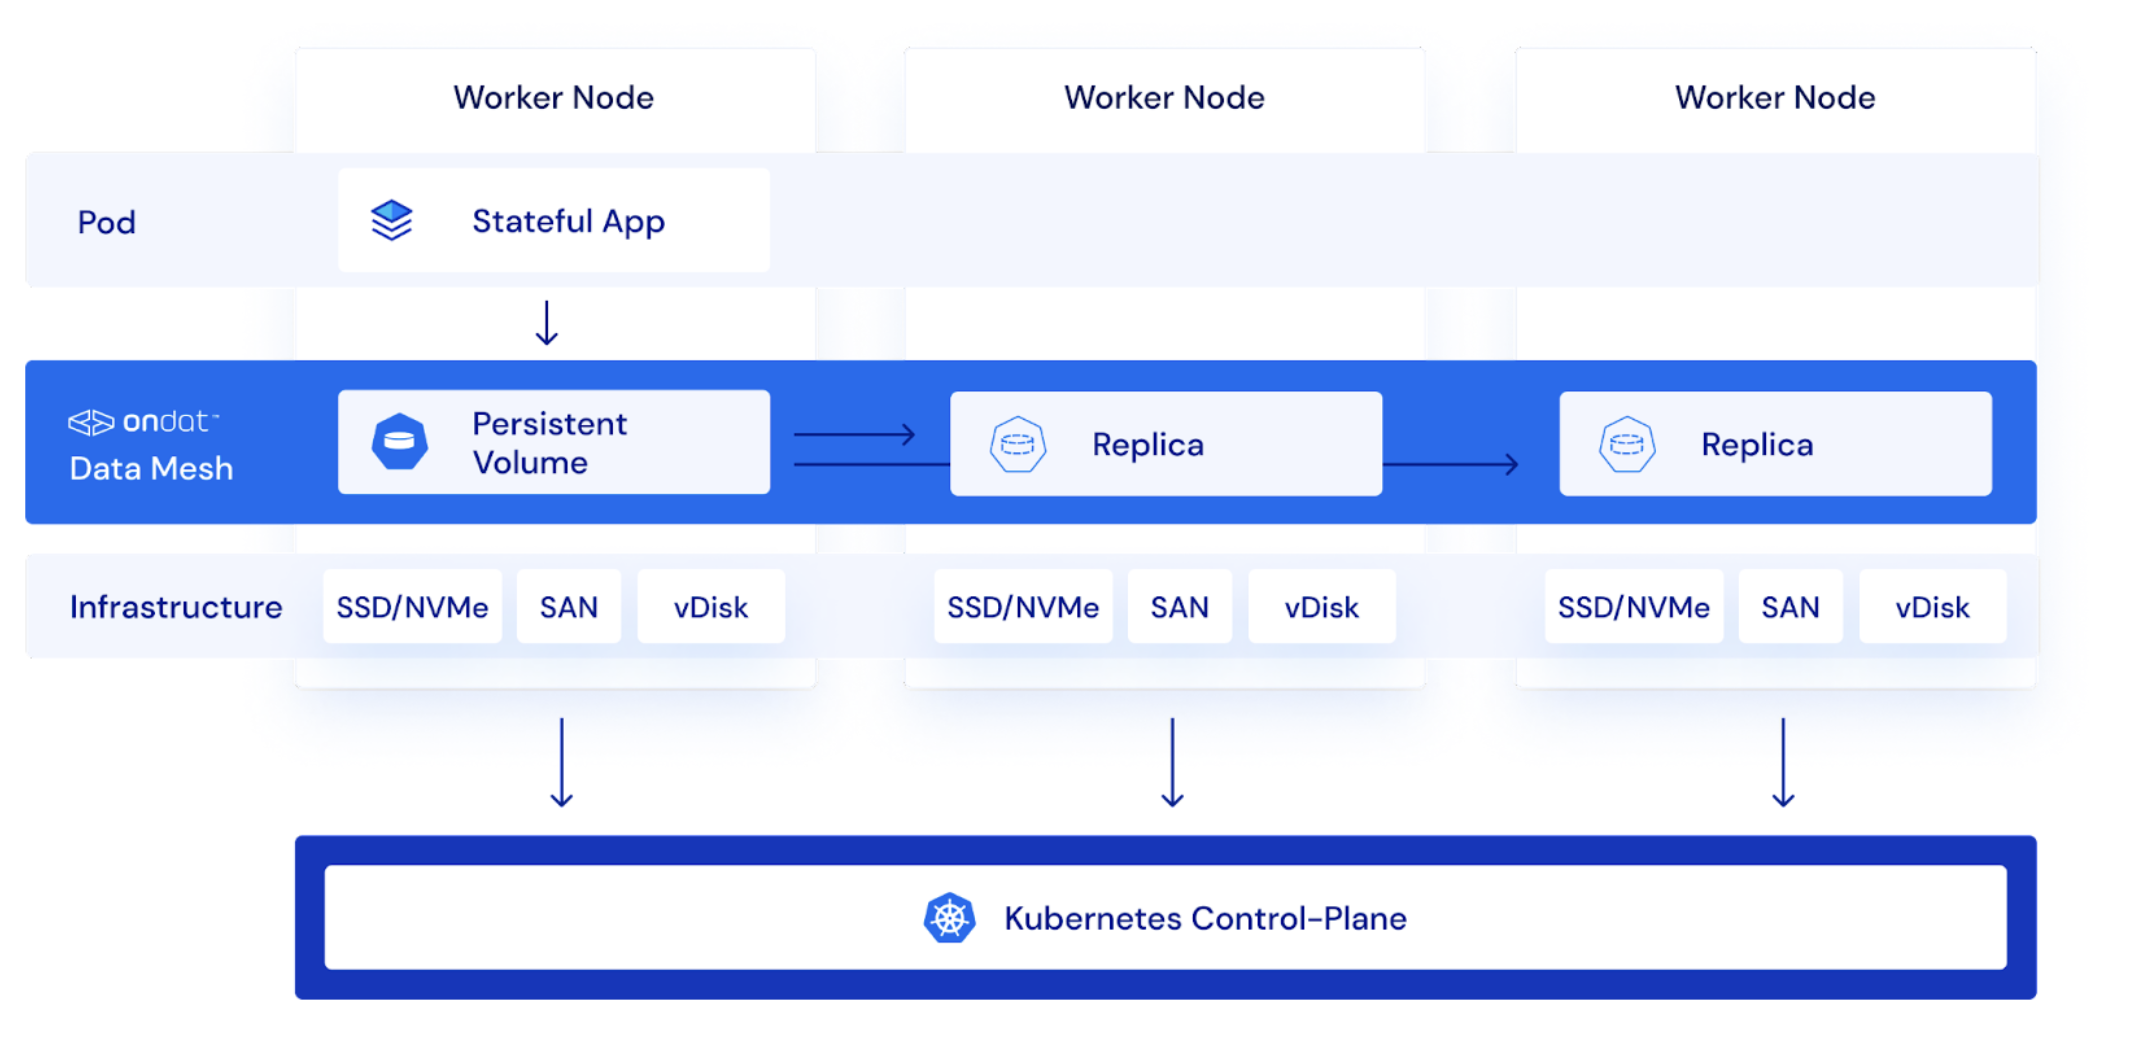 Worker Node
Worker Node
Worker Node
Pod
Stateful App
ondat™
Data Mesh
Persistent
Volume
Replica
Replica
Infrastructure
SSD/NVMe
SAN
vDisk
SSD/NVMe
SAN
vDisk
SSD/NVMe
SAN
vDisk
Kubernetes Control-Plane